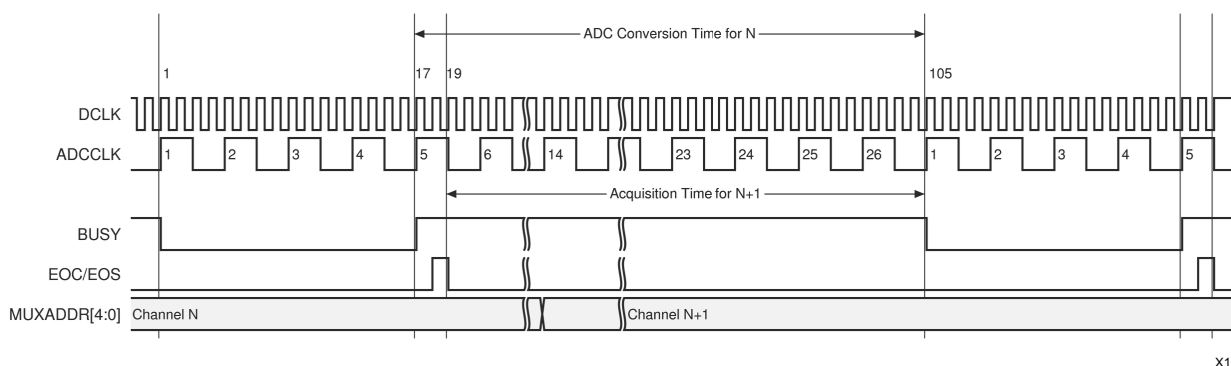 ADC Conversion Time for N
1 17 19 105
DCLK
ADCCLK 1 2 3 4 5 6 14 23 24 25 26 1 2 3 4 5
Acquisition Time for N+1
BUSY
EOC/EOS
MUXADDR[4:0] Channel N Channel N+1
X1